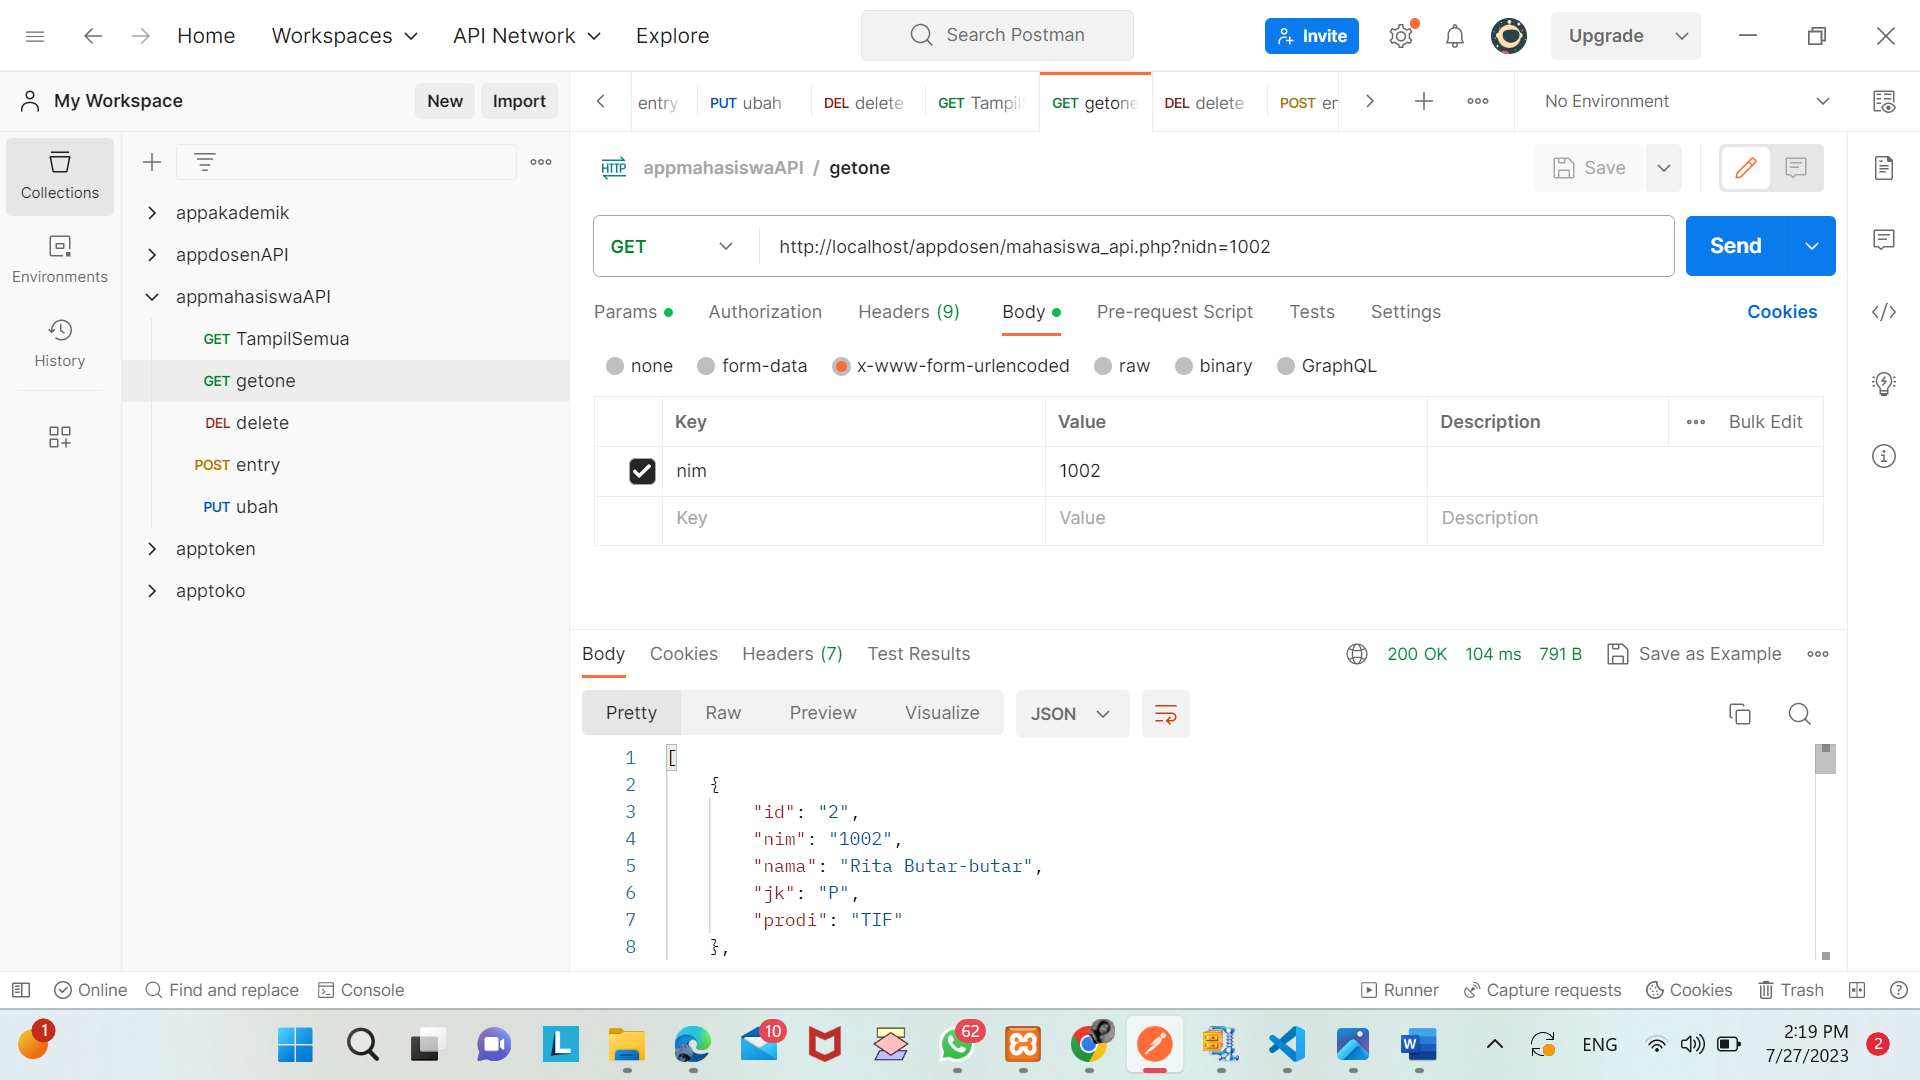 Home
Workspaces
API Network
Explore
Search Postman
Invite
Upgrade
My Workspace
New
Import
entry
PUT ubah
DEL delete
GET Tampil
GET getone
DEL delete
POST en
No Environment
Collections
Environments
History
appakademik
appdosenAPI
appmahasiswaAPI
GET TampilSemua
GET getone
DEL delete
POST entry
PUT ubah
apptoken
apptoko
HTTP appmahasiswaAPI / getone
Save
GET http://localhost/appdosen/mahasiswa_api.php?nidn=1002
Send
Params
Authorization
Headers (9)
Body
Pre-request Script
Tests
Settings
Cookies
none
form-data
x-www-form-urlencoded
raw
binary
GraphQL
Key Value Description Bulk Edit
nim 1002
Key Value Description
Body
Cookies
Headers (7)
Test Results
200 OK 104 ms 791 B
Save as Example
Pretty
Raw
Preview
Visualize
JSON
1 [
2 {
3 "id": "2",
4 "nim": "1002",
5 "nama": "Rita Butar-butar",
6 "jk": "P",
7 "prodi": "TIF"
8 },
Online
Find and replace
Console
Runner
Capture requests
Cookies
Trash
1
L
10
62
W
ENG
2:19 PM
7/27/2023
2